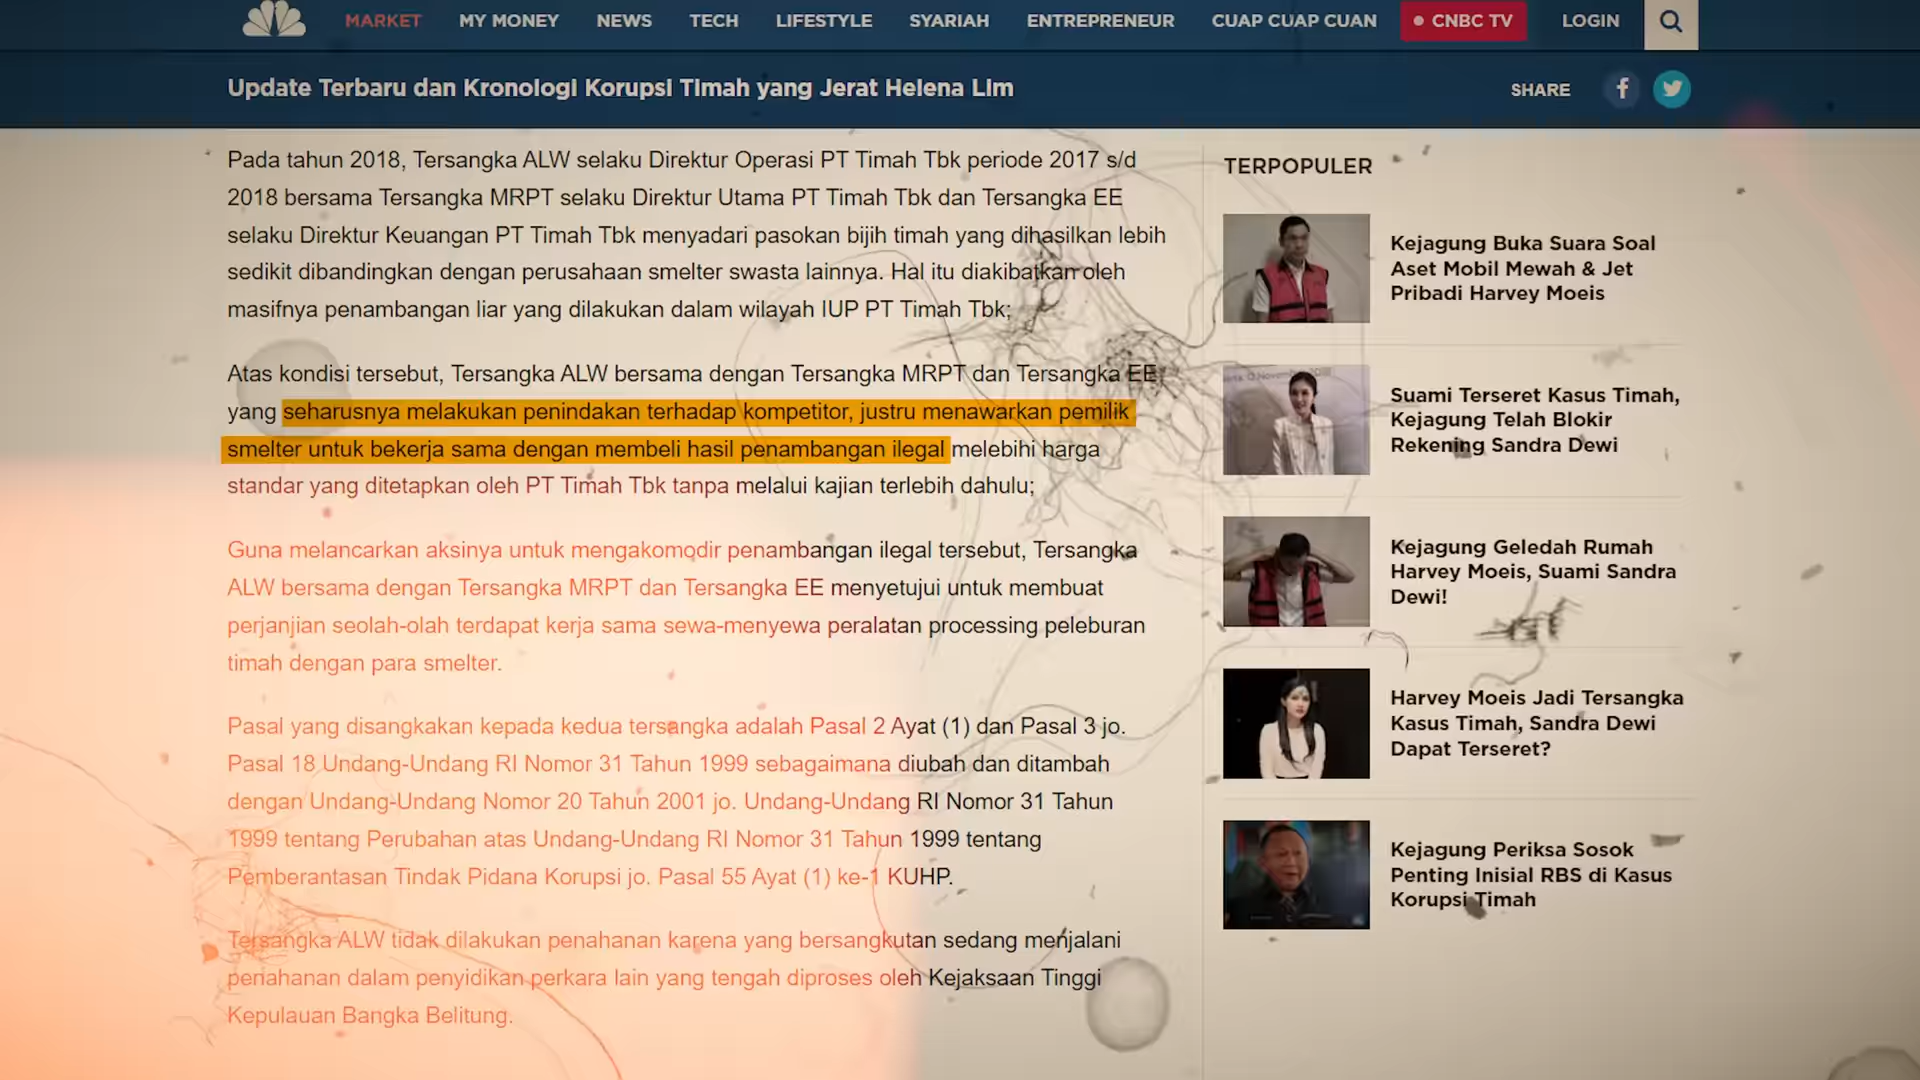 MARKET MY MONEY NEWS TECH LIFESTYLE SYARIAH ENTREPRENEUR CUAP CUAP CUAN CNBC TV LOGIN
Update Terbaru dan Kronologi Korupsi Timah yang Jerat Helena Lim
SHARE
Pada tahun 2018, Tersangka ALW selaku Direktur Operasi PT Timah Tbk periode 2017 s/d
2018 bersama Tersangka MRPT selaku Direktur Utama PT Timah Tbk dan Tersangka EE
selaku Direktur Keuangan PT Timah Tbk menyadari pasokan bijih timah yang dihasilkan lebih
sedikit dibandingkan dengan perusahaan smelter swasta lainnya. Hal itu diakibatkan oleh
masifnya penambangan liar yang dilakukan dalam wilayah IUP PT Timah Tbk;
Atas kondisi tersebut, Tersangka ALW bersama dengan Tersangka MRPT dan Tersangka EE
yang seharusnya melakukan penindakan terhadap kompetitor, justru menawarkan pemilik
smelter untuk bekerja sama dengan membeli hasil penambangan ilegal melebihi harga
standar yang ditetapkan oleh PT Timah Tbk tanpa melalui kajian terlebih dahulu;
Guna melancarkan aksinya untuk mengakomodir penambangan ilegal tersebut, Tersangka
ALW bersama dengan Tersangka MRPT dan Tersangka EE menyetujui untuk membuat
perjanjian seolah-olah terdapat kerja sama sewa-menyewa peralatan processing peleburan
timah dengan para smelter.
Pasal yang disangkakan kepada kedua tersangka adalah Pasal 2 Ayat (1) dan Pasal 3 jo.
Pasal 18 Undang-Undang RI Nomor 31 Tahun 1999 sebagaimana diubah dan ditambah
dengan Undang-Undang Nomor 20 Tahun 2001 jo. Undang-Undang RI Nomor 31 Tahun
1999 tentang Perubahan atas Undang-Undang RI Nomor 31 Tahun 1999 tentang
Pemberantasan Tindak Pidana Korupsi jo. Pasal 55 Ayat (1) ke-1 KUHP.
Tersangka ALW tidak dilakukan penahanan karena yang bersangkutan sedang menjalani
penahanan dalam penyidikan perkara lain yang tengah diproses oleh Kejaksaan Tinggi
Kepulauan Bangka Belitung.
TERPOPULER
Kejagung Buka Suara Soal
Aset Mobil Mewah & Jet
Pribadi Harvey Moeis
Suami Terseret Kasus Timah,
Kejagung Telah Blokir
Rekening Sandra Dewi
Kejagung Geledah Rumah
Harvey Moeis, Suami Sandra
Dewi!
Harvey Moeis Jadi Tersangka
Kasus Timah, Sandra Dewi
Dapat Terseret?
Kejagung Periksa Sosok
Penting Inisial RBS di Kasus
Korupsi Timah